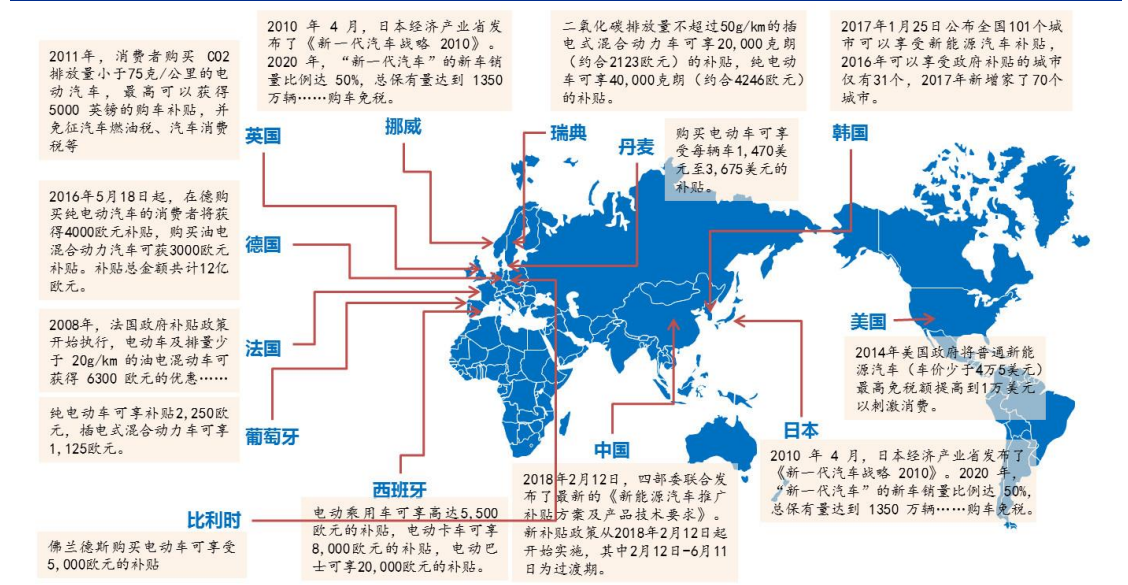 2010 年 4 月，日本经济产业省发
布了《新一代汽车战略 2010》。
2020 年，“新一代汽车”的新车销
量比例达 50%，总保有量达到 1350
万辆……购车免税。
挪威
二氧化碳排放量不超过50g/km的插
电式混合动力车可享20,000克朗
（约合2123欧元）的补贴，纯电动
车可享40,000克朗（约合4246欧元）
的补贴。
瑞典
2017年1月25日公布全国101个城
市可以享受新能源汽车补贴，
2016年可以享受政府补贴的城市
仅有31个，2017年新增家了70个
城市。
韩国
2011年，消费者购买 CO2
排放量小于75克/公里的电
动汽车，最高可以获得
5000 英镑的购车补贴，并
免征汽车燃油税、汽车消费
税等
英国
丹麦
购买电动车可享
受每辆车1,470美
元至3,675美元的
补贴。
2016年5月18日起，在德购
买纯电动汽车的消费者将获
得4000欧元补贴，购买油电
混合动力汽车可获3000欧元
补贴。补贴总金额共计12亿
欧元。
德国
2008年，法国政府补贴政策
开始执行，电动车及排量少
于 20g/km 的油电混动车可
获得 6300 欧元的优惠……
法国
美国
2014年美国政府将普通新能
源汽车（车价少于4万5美元）
最高免税额提高到1万美元
以刺激消费。
纯电动车可享补贴2,250欧
元，插电式混合动力车可享
1,125欧元。
葡萄牙
西班牙
电动乘用车可享高达5,500
欧元的补贴，电动卡车可享
8,000欧元的补贴，电动巴
士可享20,000欧元的补贴。
中国
2018年2月12日，四部委联合
发布了最新的《新能源汽车推广
补贴方案及产品技术要求》。
新补贴政策从2018年2月12日起
开始实施，其中2月12日-6月11
日为过渡期。
日本
2010 年 4 月，日本经济产业省发布了
《新一代汽车战略 2010》。2020 年，
“新一代汽车”的新车销量比例达 50%，
总保有量达到 1350 万辆……购车免税。
比利时
佛兰德斯购买电动车可享受
5,000欧元的补贴